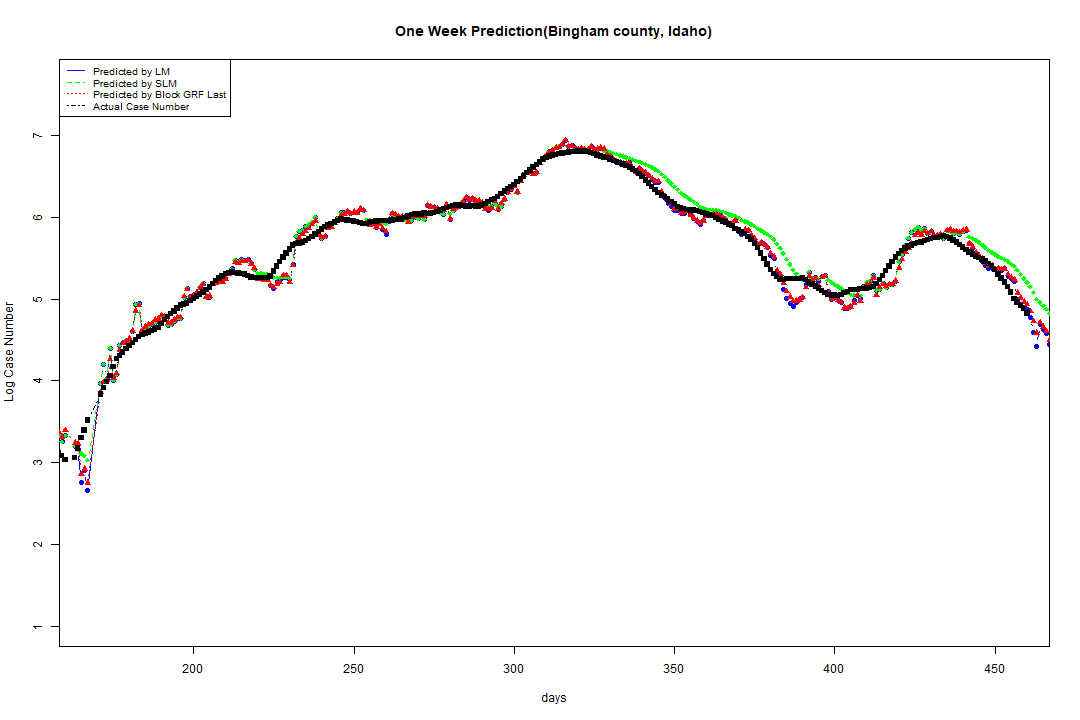 One Week Prediction(Bingham county, Idaho)
Predicted by LM
Predicted by SLM
Predicted by Block GRF Last
Actual Case Number
7
6
5
4
3
2
1
Log Case Number
200
250
300
350
400
450
days